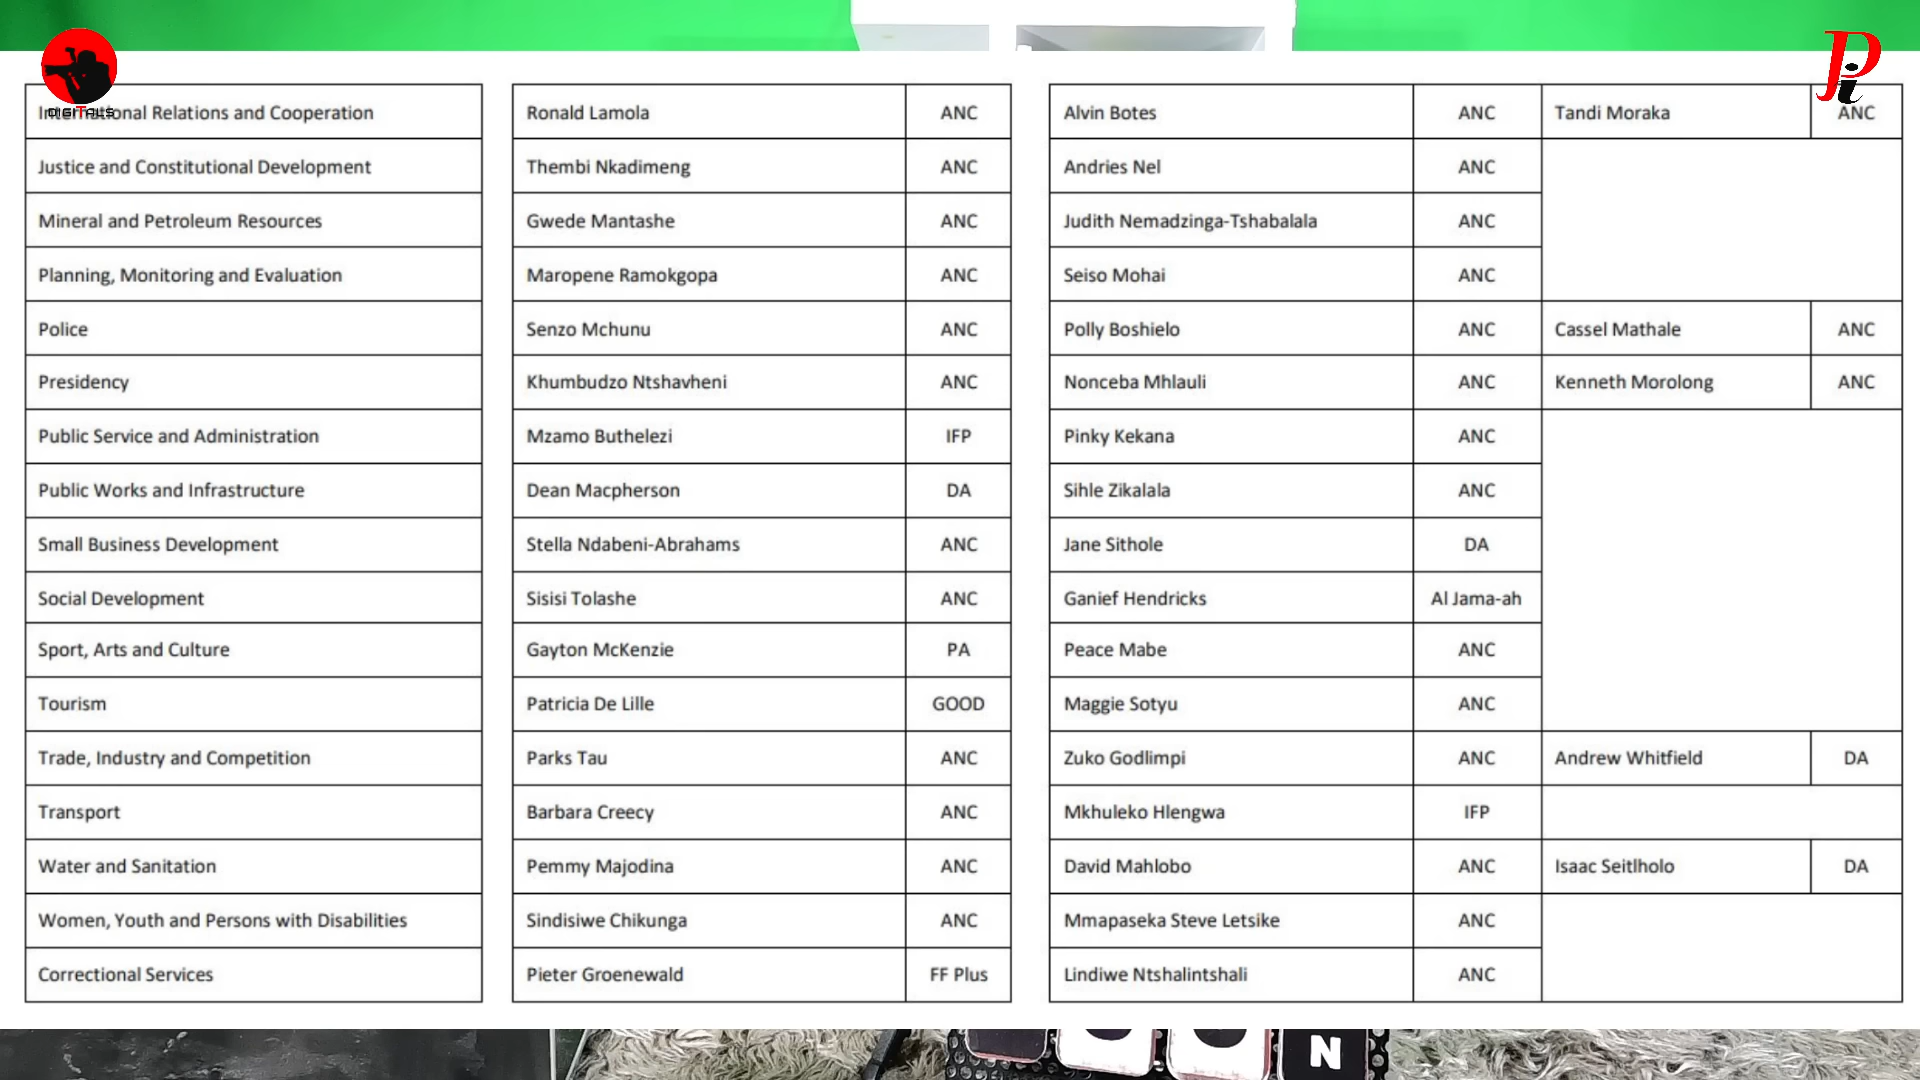 DIGITALS
Pi
International Relations and Cooperation Ronald Lamola ANC Alvin Botes ANC Tandi Moraka ANC
Justice and Constitutional Development Thembi Nkadimeng ANC Andries Nel ANC
Mineral and Petroleum Resources Gwede Mantashe ANC Judith Nemadzinga-Tshabalala ANC
Planning, Monitoring and Evaluation Maropene Ramokgopa ANC Seiso Mohai ANC
Police Senzo Mchunu ANC Polly Boshielo ANC Cassel Mathale ANC
Presidency Khumbudzo Ntshavheni ANC Nonceba Mhlauli ANC Kenneth Morolong ANC
Public Service and Administration Mzamo Buthelezi IFP Pinky Kekana ANC
Public Works and Infrastructure Dean Macpherson DA Sihle Zikalala ANC
Small Business Development Stella Ndabeni-Abrahams ANC Jane Sithole DA
Social Development Sisisi Tolashe ANC Ganief Hendricks Al Jama-ah
Sport, Arts and Culture Gayton McKenzie PA Peace Mabe ANC
Tourism Patricia De Lille GOOD Maggie Sotyu ANC
Trade, Industry and Competition Parks Tau ANC Zuko Godlimpi ANC Andrew Whitfield DA
Transport Barbara Creecy ANC Mkhuleko Hlengwa IFP
Water and Sanitation Pemmy Majodina ANC David Mahlobo ANC Isaac Seitlholo DA
Women, Youth and Persons with Disabilities Sindisiwe Chikunga ANC Mmapaseka Steve Letsike ANC
Correctional Services Pieter Groenewald FF Plus Lindiwe Ntshalintshali ANC
N